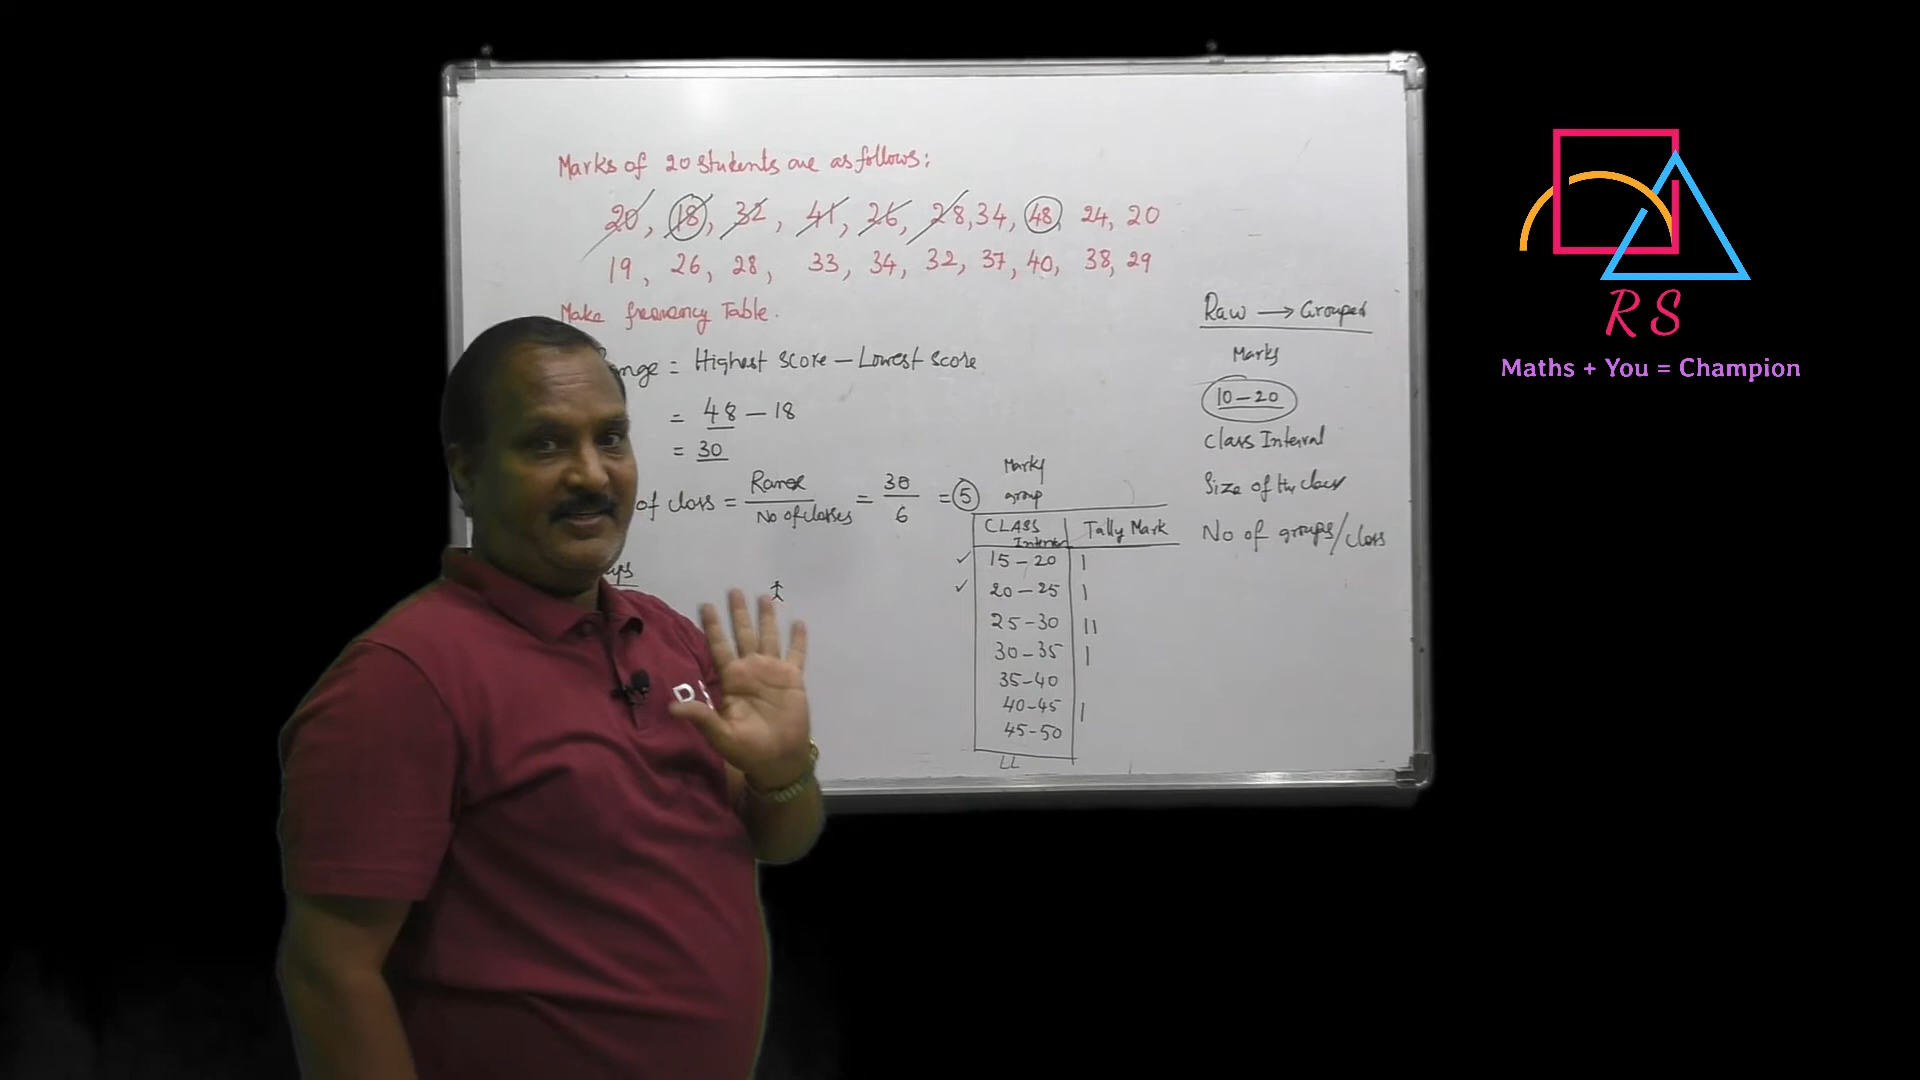 Marks of 20 students are as follows:
20, 18, 32, 41, 26, 28, 34, 48, 24, 20
19, 26, 28, 33, 34, 32, 37, 40, 38, 29
Make Table.
nge = Highest score – Lowest score
= 48 – 18
= 30
of class = Range / No of classes = 30 / 6 = 5
Marks
group
CLASS Tally Mark
15 – 20 |
20 – 25 |
25 – 30 ||
30 – 35 |
35 – 40
40 – 45 |
45 – 50
LL
Raw → Grouped
Marks
10 – 20
Class Interval
Size of the class
No of groups/class
R S
Maths + You = Champion